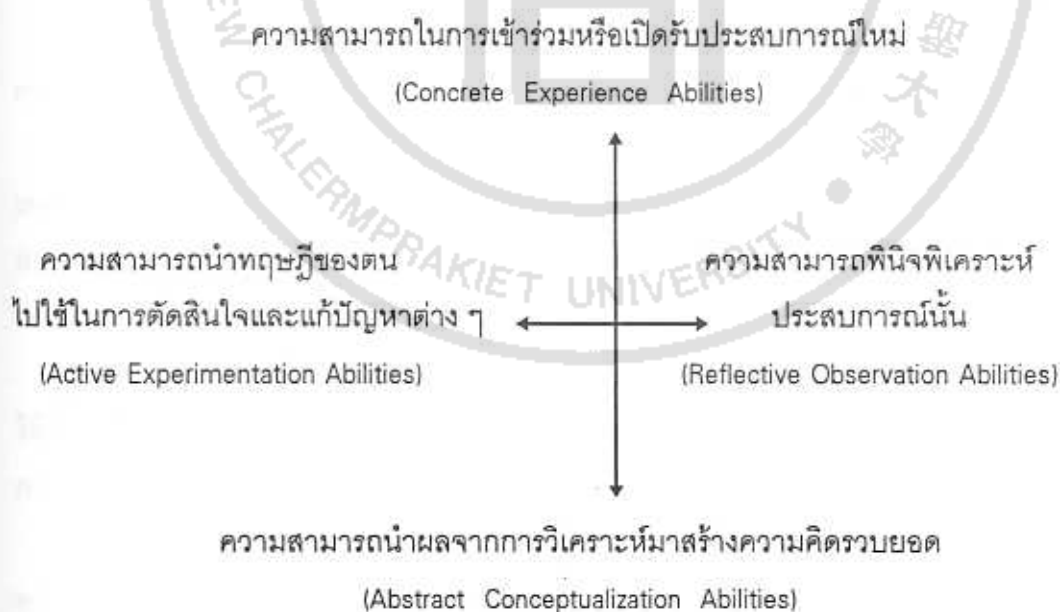 ความสามารถในการเข้าร่วมหรือเปิดรับประสบการณ์ใหม่
(Concrete Experience Abilities)
ความสามารถนำทฤษฎีของตน
ไปใช้ในการตัดสินใจและแก้ปัญหาต่าง ๆ
(Active Experimentation Abilities)
ความสามารถพินิจพิเคราะห์
ประสบการณ์นั้น
(Reflective Observation Abilities)
ความสามารถนำผลจากการวิเคราะห์มาสร้างความคิดรวบยอด
(Abstract Conceptualization Abilities)
CHALERMPRAKIET UNIVERSITY